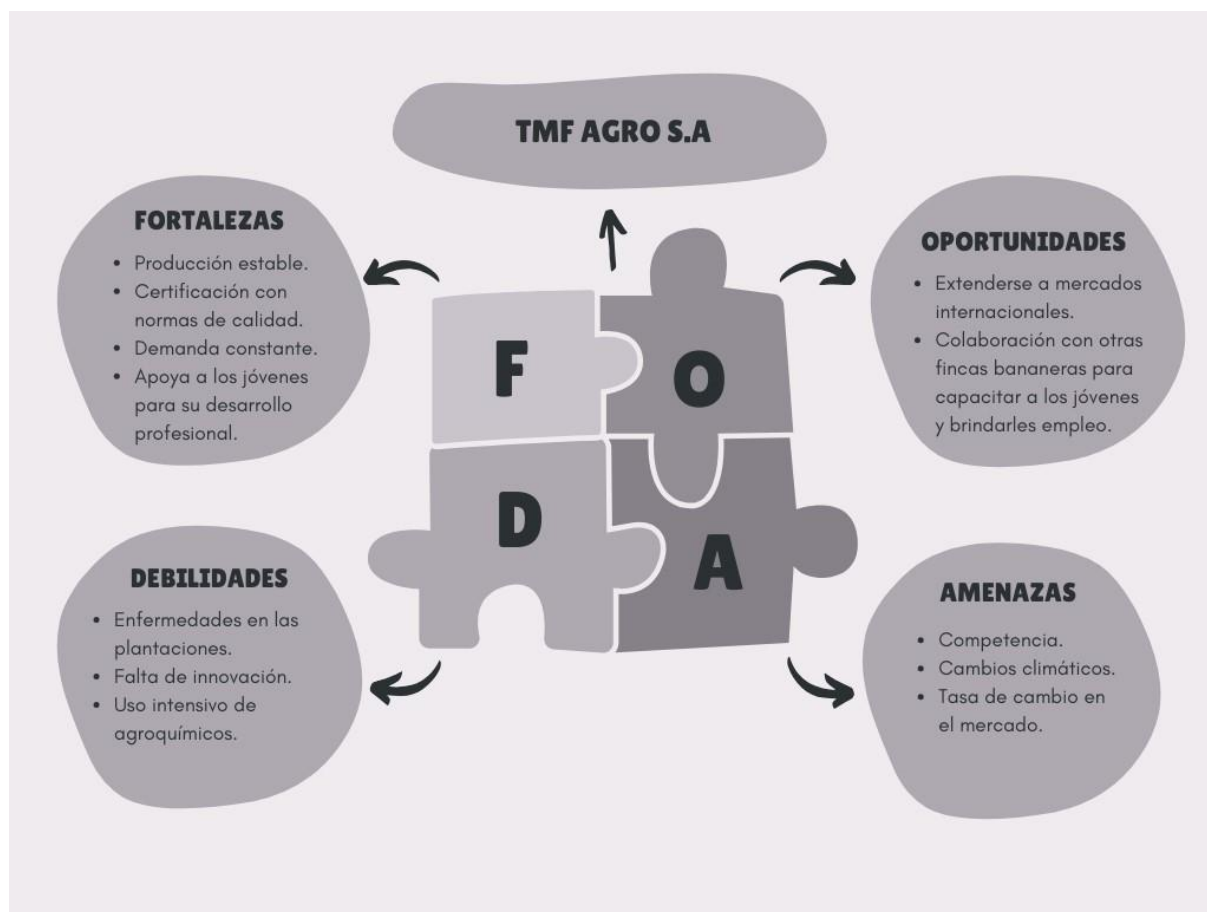 TMF AGRO S.A
FORTALEZAS
• Producción estable.
• Certificación con
normas de calidad.
• Demanda constante.
• Apoya a los jóvenes
para su desarrollo
profesional.
OPORTUNIDADES
• Extenderse a mercados
internacionales.
• Colaboración con otras
fincas bananeras para
capacitar a los jóvenes
y brindarles empleo.
F
O
D
A
DEBILIDADES
• Enfermedades en las
plantaciones.
• Falta de innovación.
• Uso intensivo de
agroquímicos.
AMENAZAS
• Competencia.
• Cambios climáticos.
• Tasa de cambio en
el mercado.